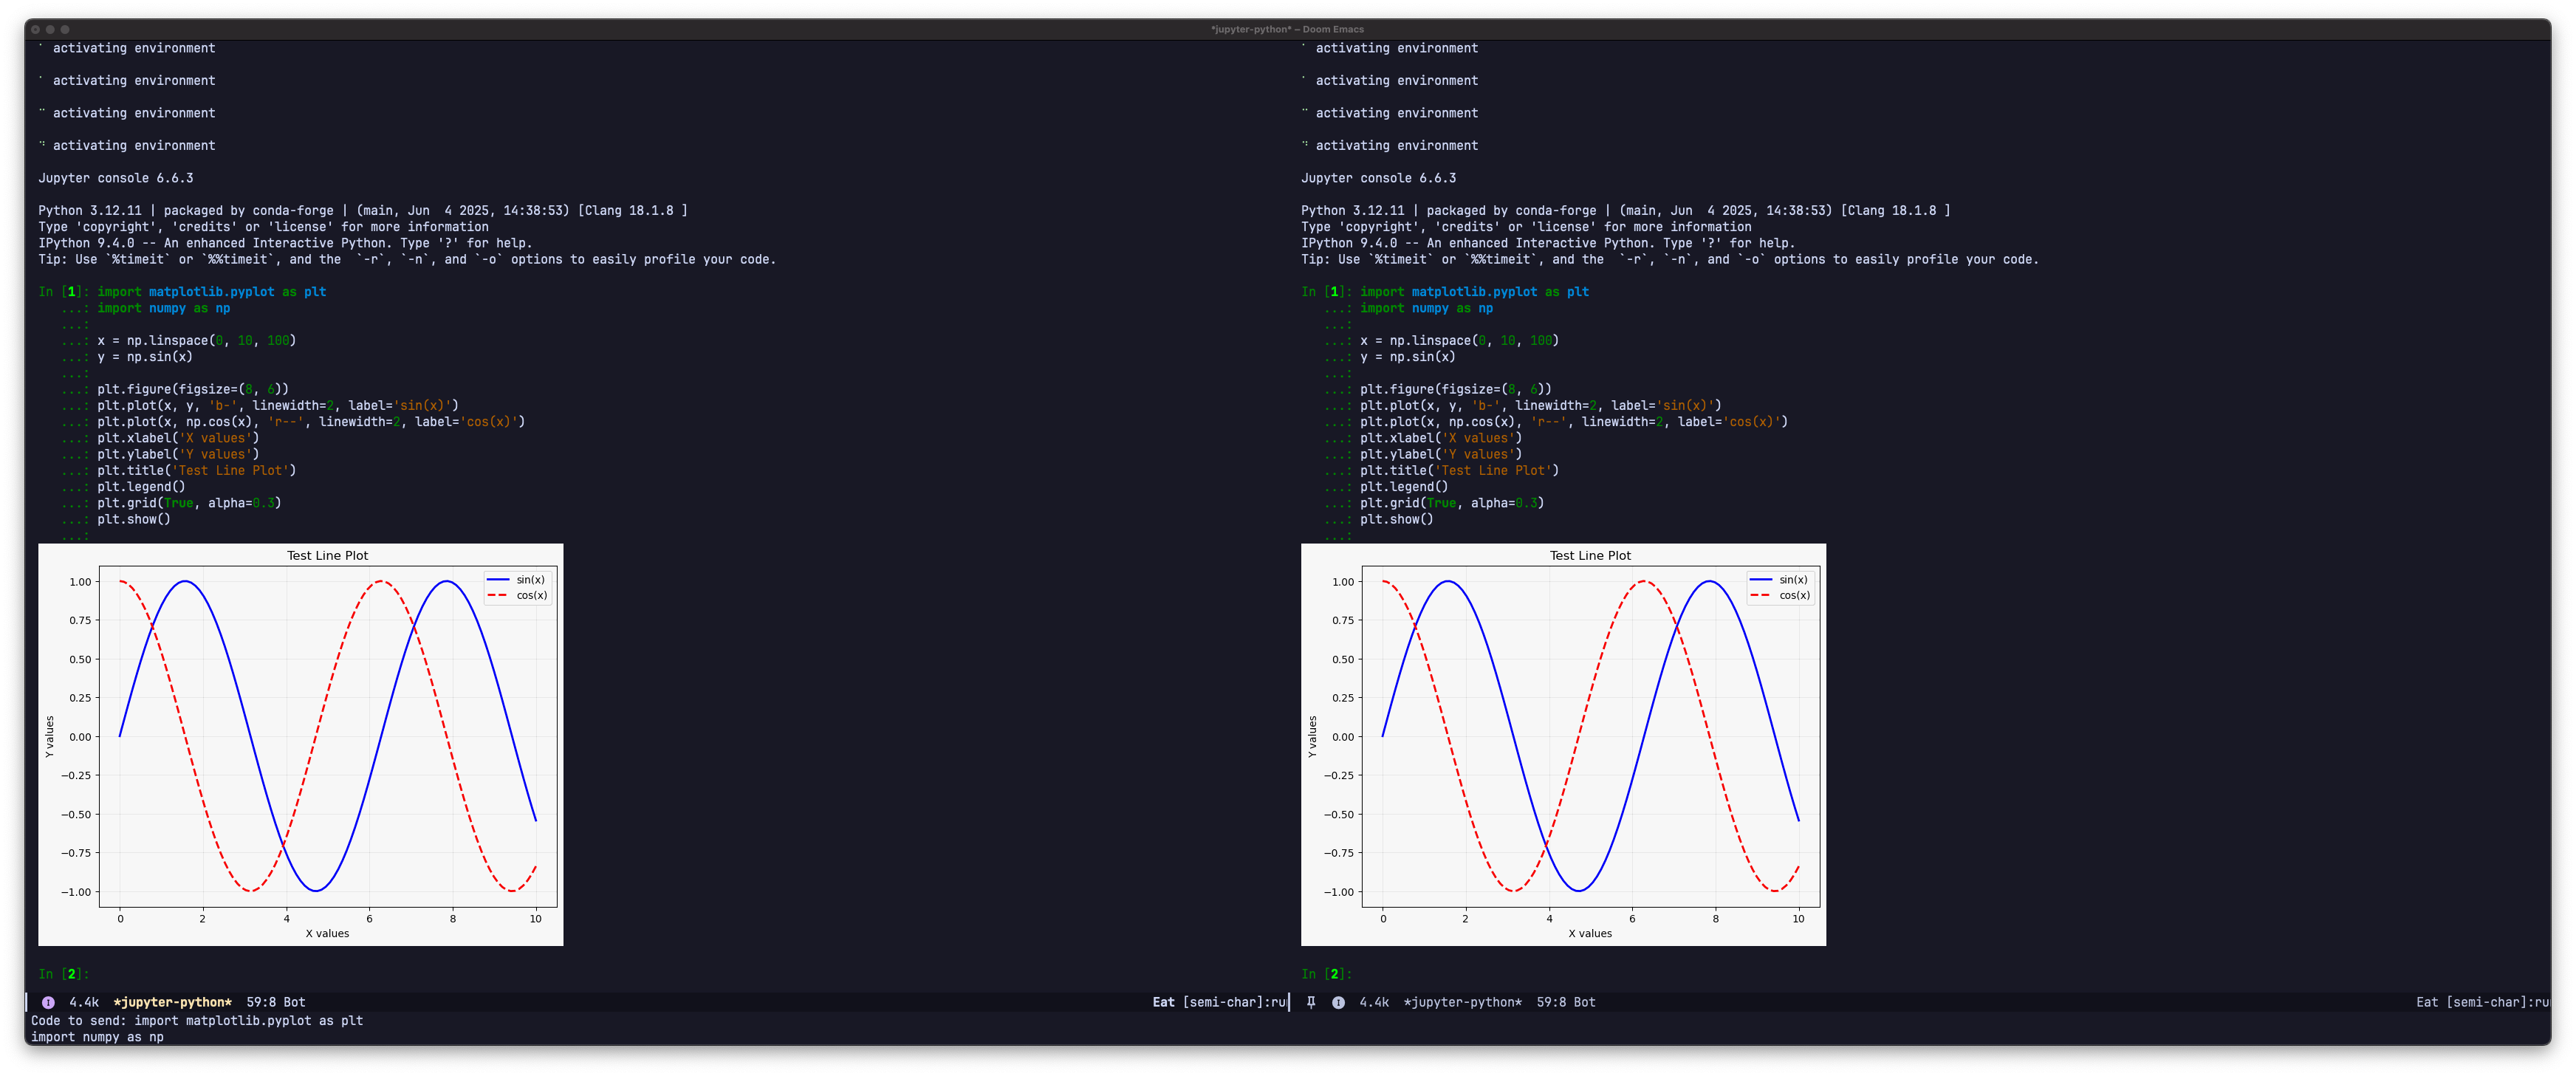 *jupyter-python* – Doom Emacs
activating environment
activating environment
activating environment
activating environment
Jupyter console 6.6.3
Python 3.12.11 | packaged by conda-forge | (main, Jun  4 2025, 14:38:53) [Clang 18.1.8 ]
Type 'copyright', 'credits' or 'license' for more information
IPython 9.4.0 -- An enhanced Interactive Python. Type '?' for help.
Tip: Use `%timeit` or `%%timeit`, and the  `-r`, `-n`, and `-o` options to easily profile your code.
In [1]: import matplotlib.pyplot as plt
   ...: import numpy as np
   ...:
   ...: x = np.linspace(0, 10, 100)
   ...: y = np.sin(x)
   ...:
   ...: plt.figure(figsize=(8, 6))
   ...: plt.plot(x, y, 'b-', linewidth=2, label='sin(x)')
   ...: plt.plot(x, np.cos(x), 'r--', linewidth=2, label='cos(x)')
   ...: plt.xlabel('X values')
   ...: plt.ylabel('Y values')
   ...: plt.title('Test Line Plot')
   ...: plt.legend()
   ...: plt.grid(True, alpha=0.3)
   ...: plt.show()
   ...:
Test Line Plot
sin(x)
cos(x)
1.00
0.75
0.50
0.25
0.00
−0.25
−0.50
−0.75
−1.00
Y values
0 2 4 6 8 10
X values
In [2]:
4.4k *jupyter-python* 59:8 Bot Eat [semi-char]:ru
activating environment
activating environment
activating environment
activating environment
Jupyter console 6.6.3
Python 3.12.11 | packaged by conda-forge | (main, Jun  4 2025, 14:38:53) [Clang 18.1.8 ]
Type 'copyright', 'credits' or 'license' for more information
IPython 9.4.0 -- An enhanced Interactive Python. Type '?' for help.
Tip: Use `%timeit` or `%%timeit`, and the  `-r`, `-n`, and `-o` options to easily profile your code.
In [1]: import matplotlib.pyplot as plt
   ...: import numpy as np
   ...:
   ...: x = np.linspace(0, 10, 100)
   ...: y = np.sin(x)
   ...:
   ...: plt.figure(figsize=(8, 6))
   ...: plt.plot(x, y, 'b-', linewidth=2, label='sin(x)')
   ...: plt.plot(x, np.cos(x), 'r--', linewidth=2, label='cos(x)')
   ...: plt.xlabel('X values')
   ...: plt.ylabel('Y values')
   ...: plt.title('Test Line Plot')
   ...: plt.legend()
   ...: plt.grid(True, alpha=0.3)
   ...: plt.show()
   ...:
Test Line Plot
sin(x)
cos(x)
1.00
0.75
0.50
0.25
0.00
−0.25
−0.50
−0.75
−1.00
Y values
0 2 4 6 8 10
X values
In [2]:
4.4k *jupyter-python* 59:8 Bot Eat [semi-char]:ru
Code to send: import matplotlib.pyplot as plt
import numpy as np